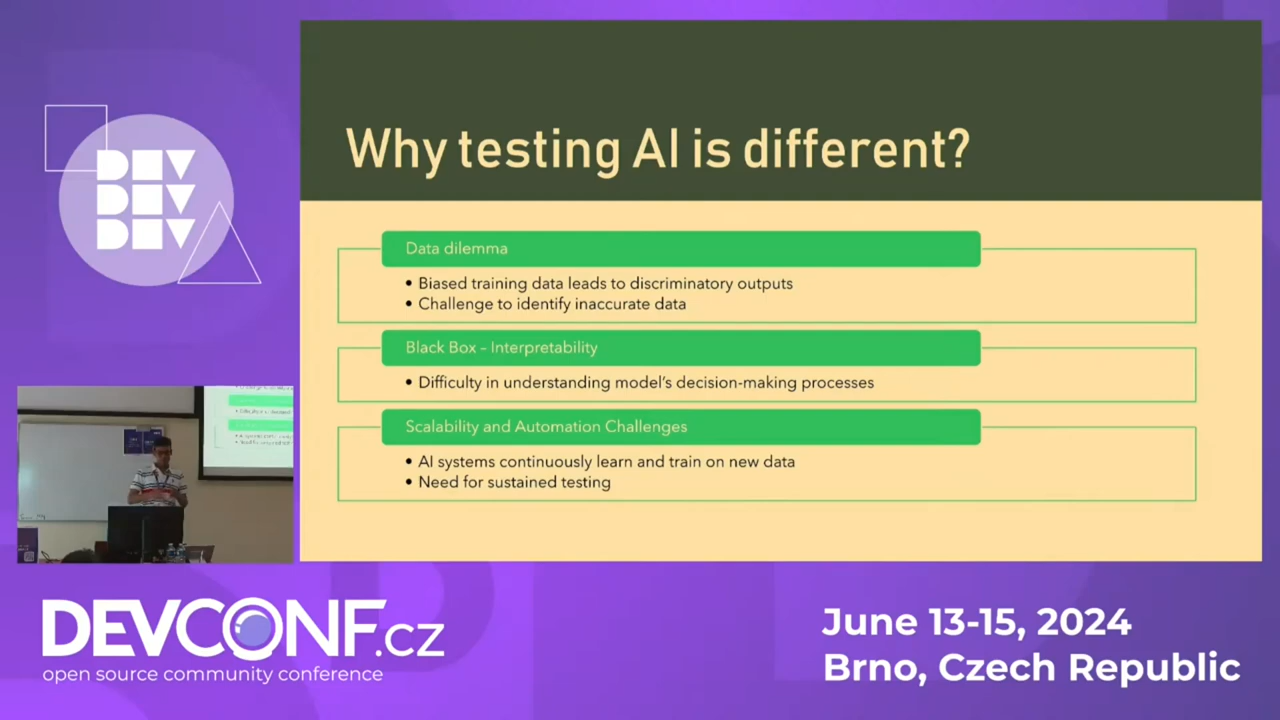 DEV
DEV
DEV
Why testing AI is different?
Data dilemma
• Biased training data leads to discriminatory outputs
• Challenge to identify inaccurate data
Black Box – Interpretability
• Difficulty in understanding model's decision-making processes
Scalability and Automation Challenges
• AI systems continuously learn and train on new data
• Need for sustained testing
DEVCONF.cz
open source community conference
June 13-15, 2024
Brno, Czech Republic